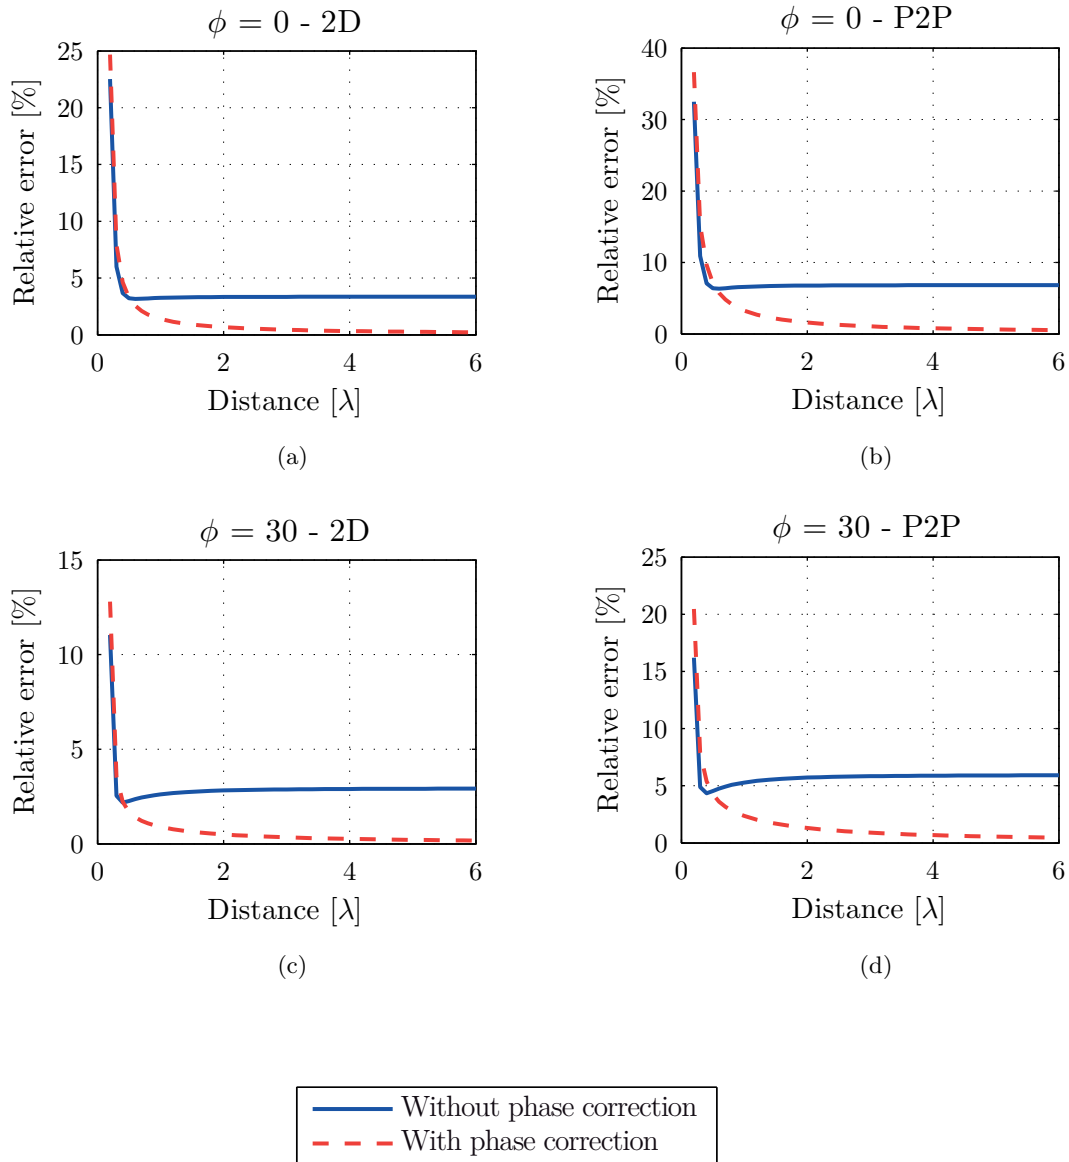 ϕ = 0 - 2D
Relative error [%]
25
20
15
10
5
0
0 2 4 6
Distance [λ]
(a)
ϕ = 0 - P2P
Relative error [%]
40
30
20
10
0
0 2 4 6
Distance [λ]
(b)
ϕ = 30 - 2D
Relative error [%]
15
10
5
0
0 2 4 6
Distance [λ]
(c)
ϕ = 30 - P2P
Relative error [%]
25
20
15
10
5
0
0 2 4 6
Distance [λ]
(d)
Without phase correction
With phase correction